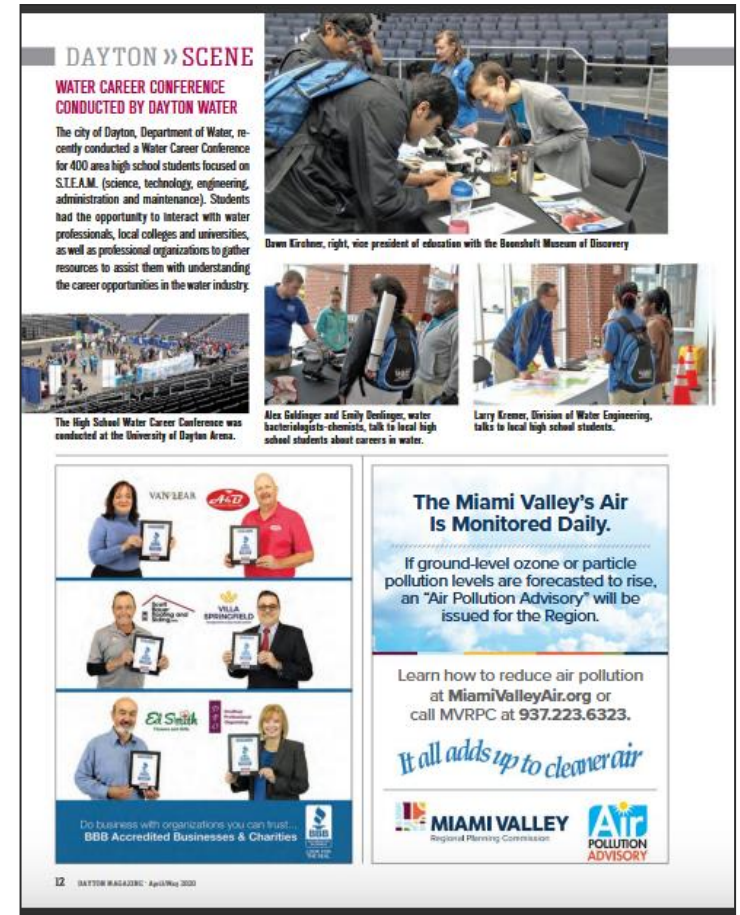 DAYTON » SCENE
WATER CAREER CONFERENCE
CONDUCTED BY DAYTON WATER
The city of Dayton, Department of Water, re-
cently conducted a Water Career Conference
for 400 area high school students focused on
S.T.E.A.M. (science, technology, engineering,
administration and maintenance). Students
had the opportunity to interact with water
professionals, local colleges and universities,
as well as professional organizations to gather
resources to assist them with understanding
the career opportunities in the water industry.
Dawn Kirchner, right, vice president of education with the Boonshoft Museum of Discovery
The High School Water Career Conference was
conducted at the University of Dayton Arena.
Alex Goldinger and Emily Denlinger, water
bacteriologists-chemists, talk to local high
school students about careers in water.
Larry Kremer, Division of Water Engineering,
talks to local high school students.
VAN LEAR
A&B
Scott
Bauer
Roofing and
Siding
VILLA
SPRINGFIELD
Ed Smith
Flowers and Gifts
Professional
Organizing
Do business with organizations you can trust...
BBB Accredited Businesses & Charities
BBB
The Miami Valley's Air
Is Monitored Daily.
If ground-level ozone or particle
pollution levels are forecasted to rise,
an "Air Pollution Advisory" will be
issued for the Region.
Learn how to reduce air pollution
at MiamiValleyAir.org or
call MVRPC at 937.223.6323.
It all adds up to cleaner air
MIAMI VALLEY
Regional Planning Commission
Air
POLLUTION
ADVISORY
12 DAYTON MAGAZINE · April/May 2020